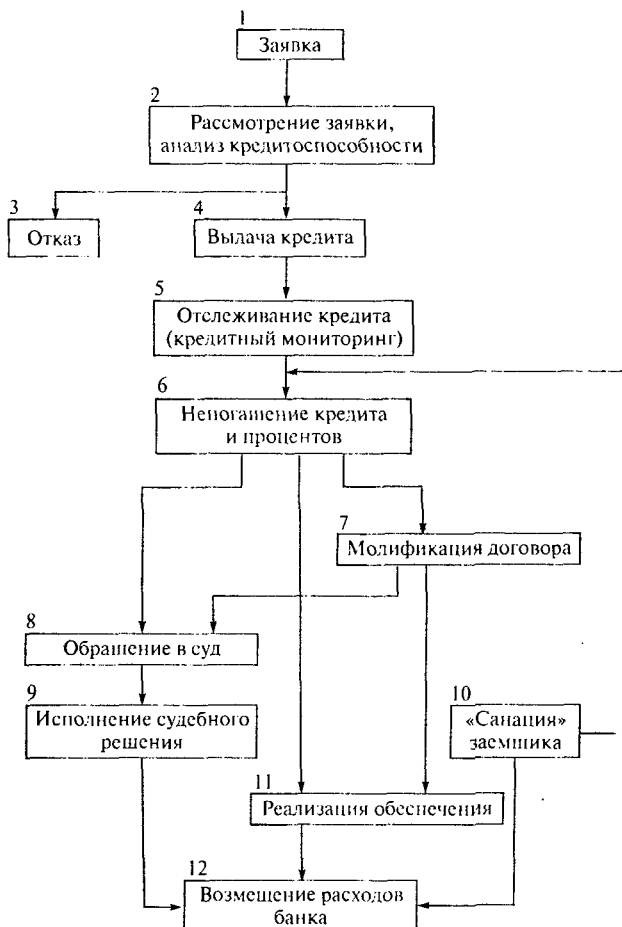 1
Заявка
2
Рассмотрение заявки,
анализ кредитоспособности
3
Отказ
4
Выдача кредита
5
Отслеживание кредита
(кредитный мониторинг)
6
Непогашение кредита
и процентов
7
Модификация договора
8
Обращение в суд
9
Исполнение судебного
решения
10
«Санация»
заемщика
11
Реализация обеспечения
12
Возмещение расходов
банка